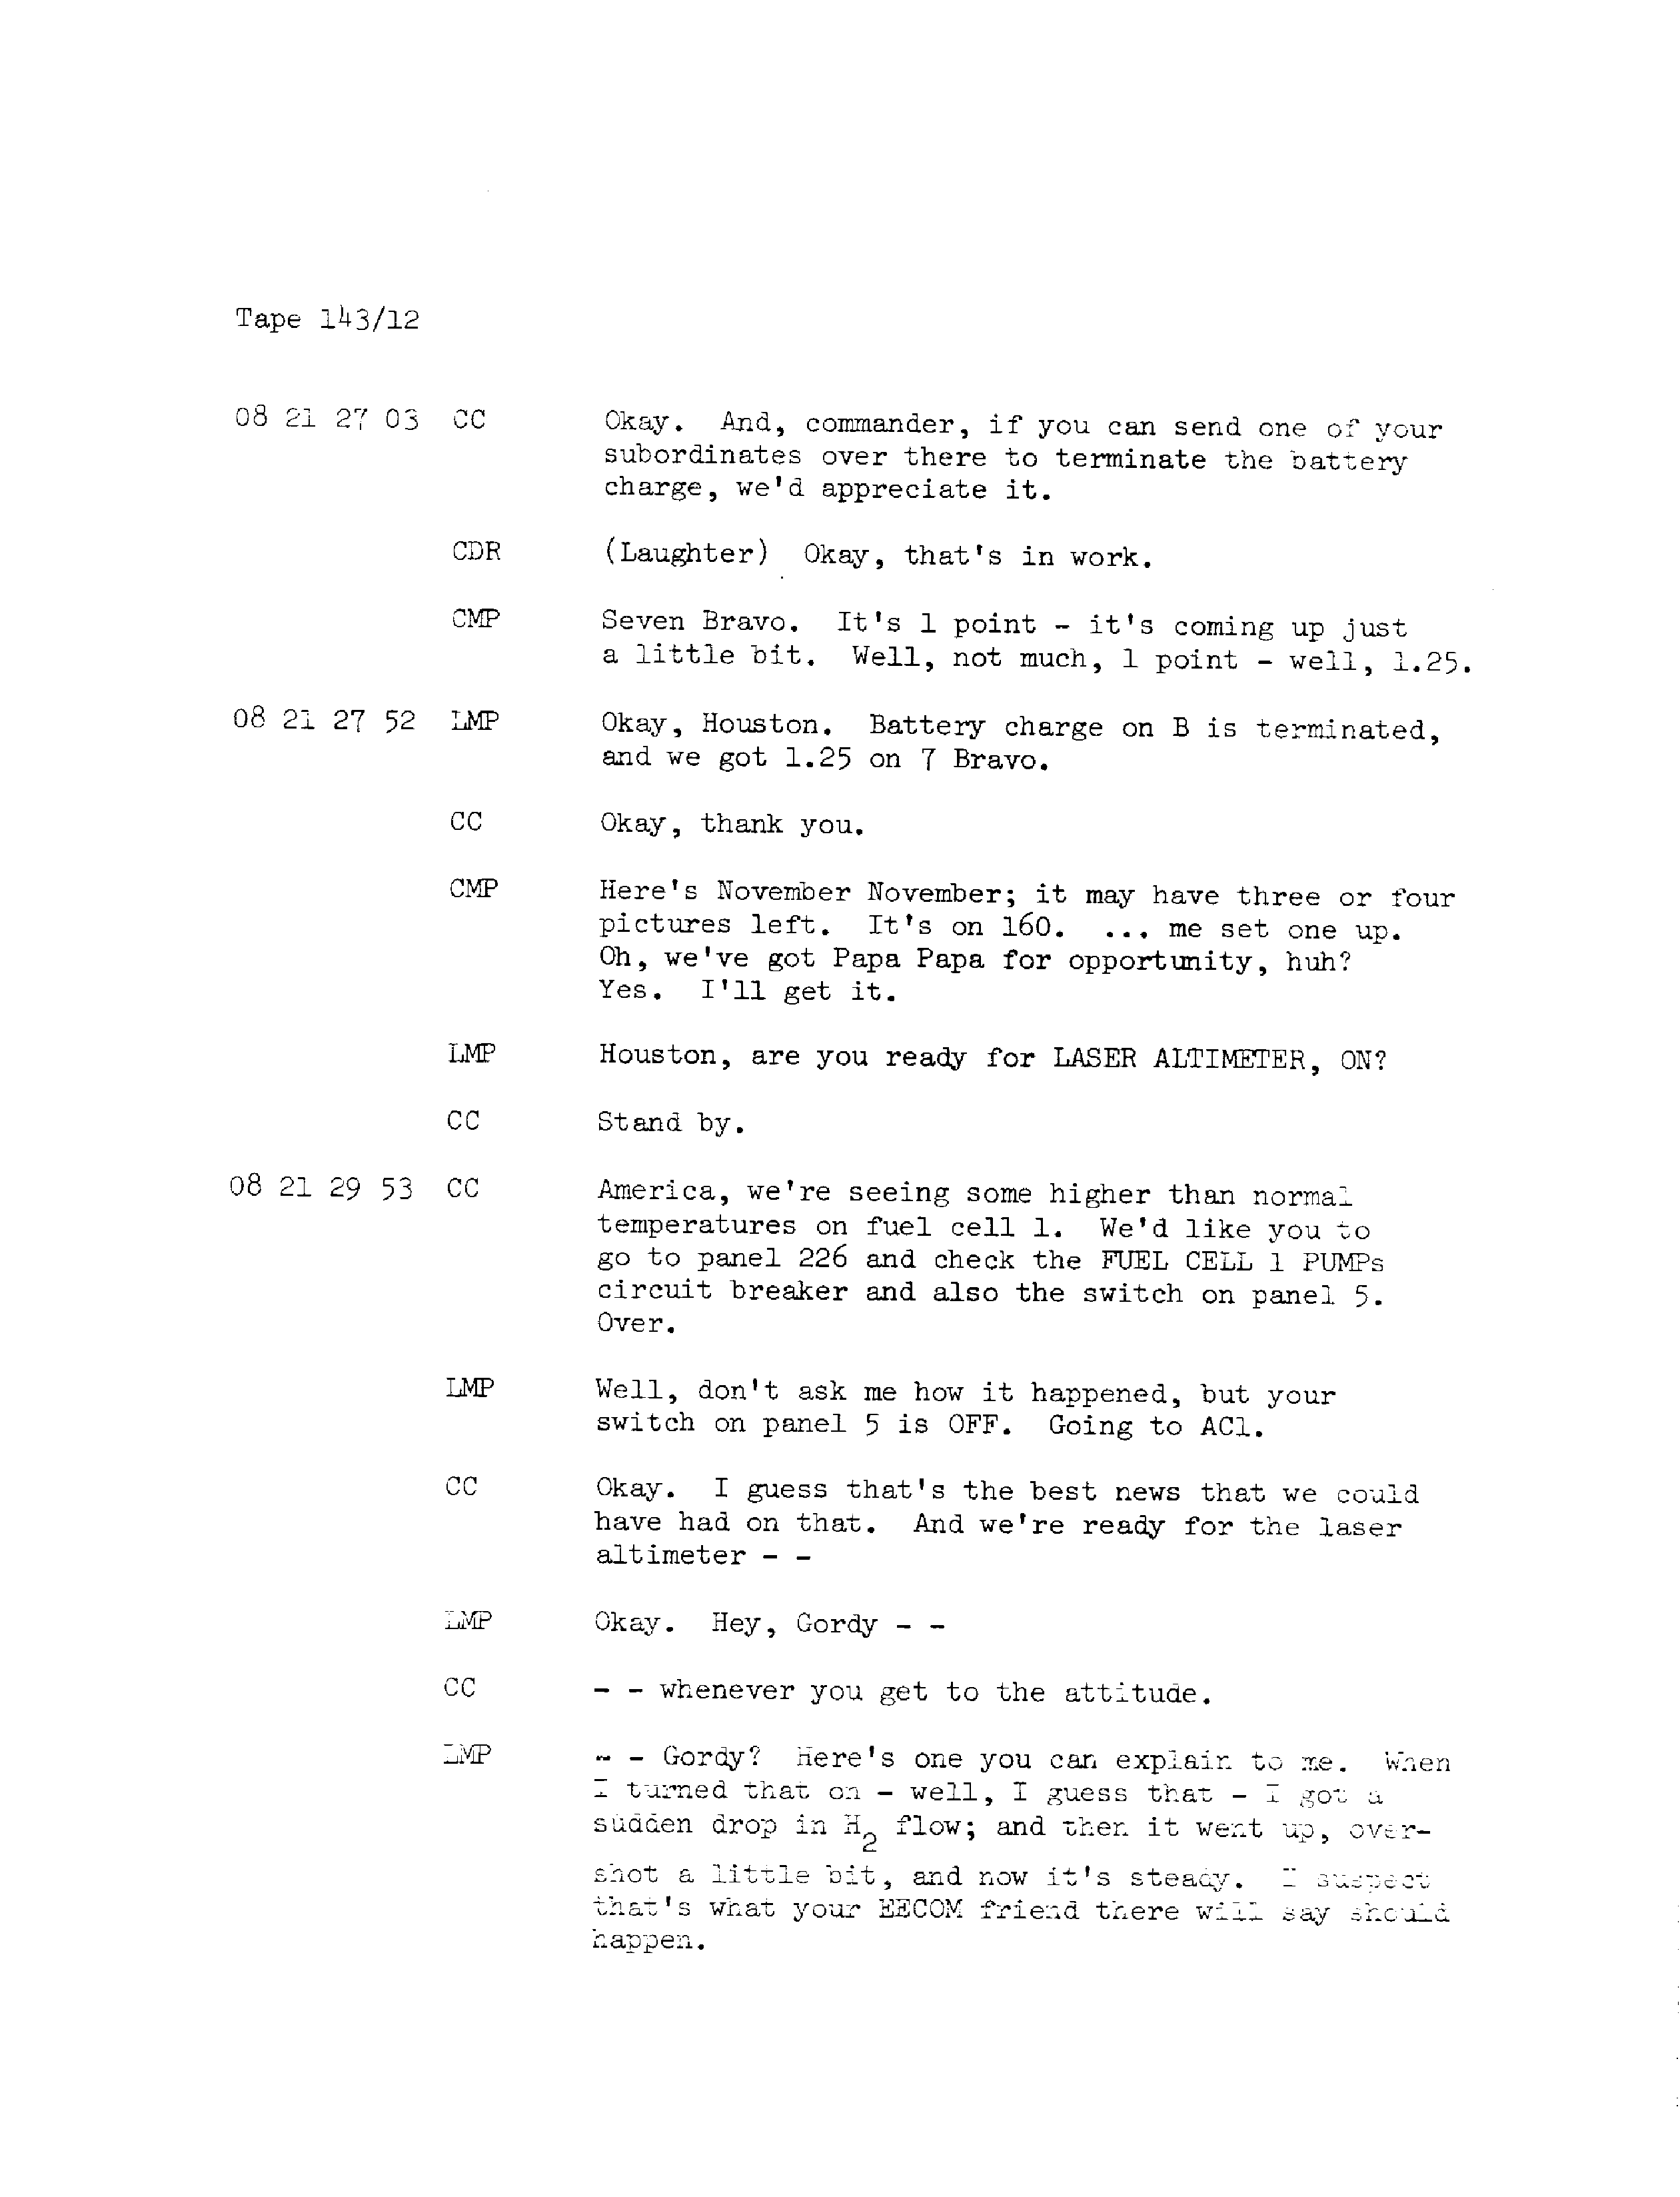 Tape 143/12
08 21 27 03 CC Okay. And, commander, if you can send one of your
subordinates over there to terminate the battery
charge, we'd appreciate it.
CDR (Laughter) Okay, that's in work.
CMP Seven Bravo. It's 1 point - it's coming up just
a little bit. Well, not much, 1 point - well, 1.25.
08 21 27 52 LMP Okay, Houston. Battery charge on B is terminated,
and we got 1.25 on 7 Bravo.
CC Okay, thank you.
CMP Here's November November; it may have three or four
pictures left. It's on 160. ... me set one up.
Oh, we've got Papa Papa for opportunity, huh?
Yes. I'll get it.
LMP Houston, are you ready for LASER ALTIMETER, ON?
CC Stand by.
08 21 29 53 CC America, we're seeing some higher than normal
temperatures on fuel cell 1. We'd like you to
go to panel 226 and check the FUEL CELL 1 PUMPs
circuit breaker and also the switch on panel 5.
Over.
LMP Well, don't ask me how it happened, but your
switch on panel 5 is OFF. Going to AC1.
CC Okay. I guess that's the best news that we could
have had on that. And we're ready for the laser
altimeter - -
LMP Okay. Hey, Gordy - -
CC - - whenever you get to the attitude.
LMP - - Gordy? Here's one you can explain to me. When
I turned that on - well, I guess that - I got a
sudden drop in H2 flow; and then it went up, over-
shot a little bit, and now it's steady. I suspect
that's what your EECOM friend there will say should
happen.